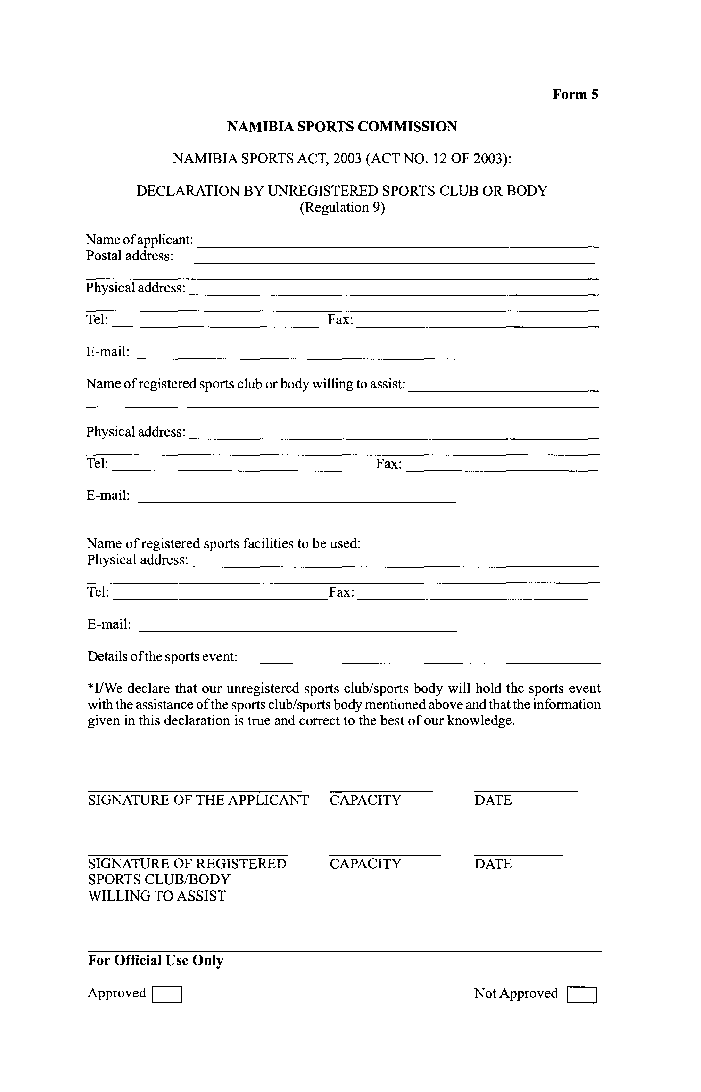 Form 5
NAMIBIA SPORTS COMMISSION
NAMIBIA SPORTS ACT, 2003 (ACT NO. 12 OF 2003):
DECLARATION BY UNREGISTERED SPORTS CLUB OR BODY
(Regulation 9)
Name of applicant:
Postal address:
Physical address:
Tel: Fax:
E-mail:
Name of registered sports club or body willing to assist:
Physical address:
Tel: Fax:
E-mail:
Name of registered sports facilities to be used:
Physical address:
Tel: Fax:
E-mail:
Details of the sports event:
*I/We declare that our unregistered sports club/sports body will hold the sports event
with the assistance of the sports club/sports body mentioned above and that the information
given in this declaration is true and correct to the best of our knowledge.
SIGNATURE OF THE APPLICANT CAPACITY DATE
SIGNATURE OF REGISTERED CAPACITY DATE
SPORTS CLUB/BODY
WILLING TO ASSIST
For Official Use Only
Approved Not Approved